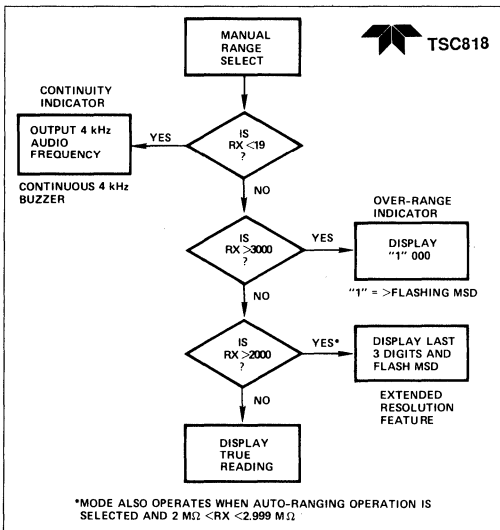 MANUAL
RANGE
SELECT
TSC818
CONTINUITY
INDICATOR
OUTPUT 4 kHz
AUDIO
FREQUENCY
YES
IS
RX <19
?
CONTINUOUS 4 kHz
BUZZER
NO
OVER-RANGE
INDICATOR
IS
RX >3000
?
YES
DISPLAY
"1" 000
"1" = >FLASHING MSD
NO
IS
RX >2000
?
YES*
DISPLAY LAST
3 DIGITS AND
FLASH MSD
NO
EXTENDED
RESOLUTION
FEATURE
DISPLAY
TRUE
READING
*MODE ALSO OPERATES WHEN AUTO-RANGING OPERATION IS
SELECTED AND 2 MΩ <RX <2.999 MΩ